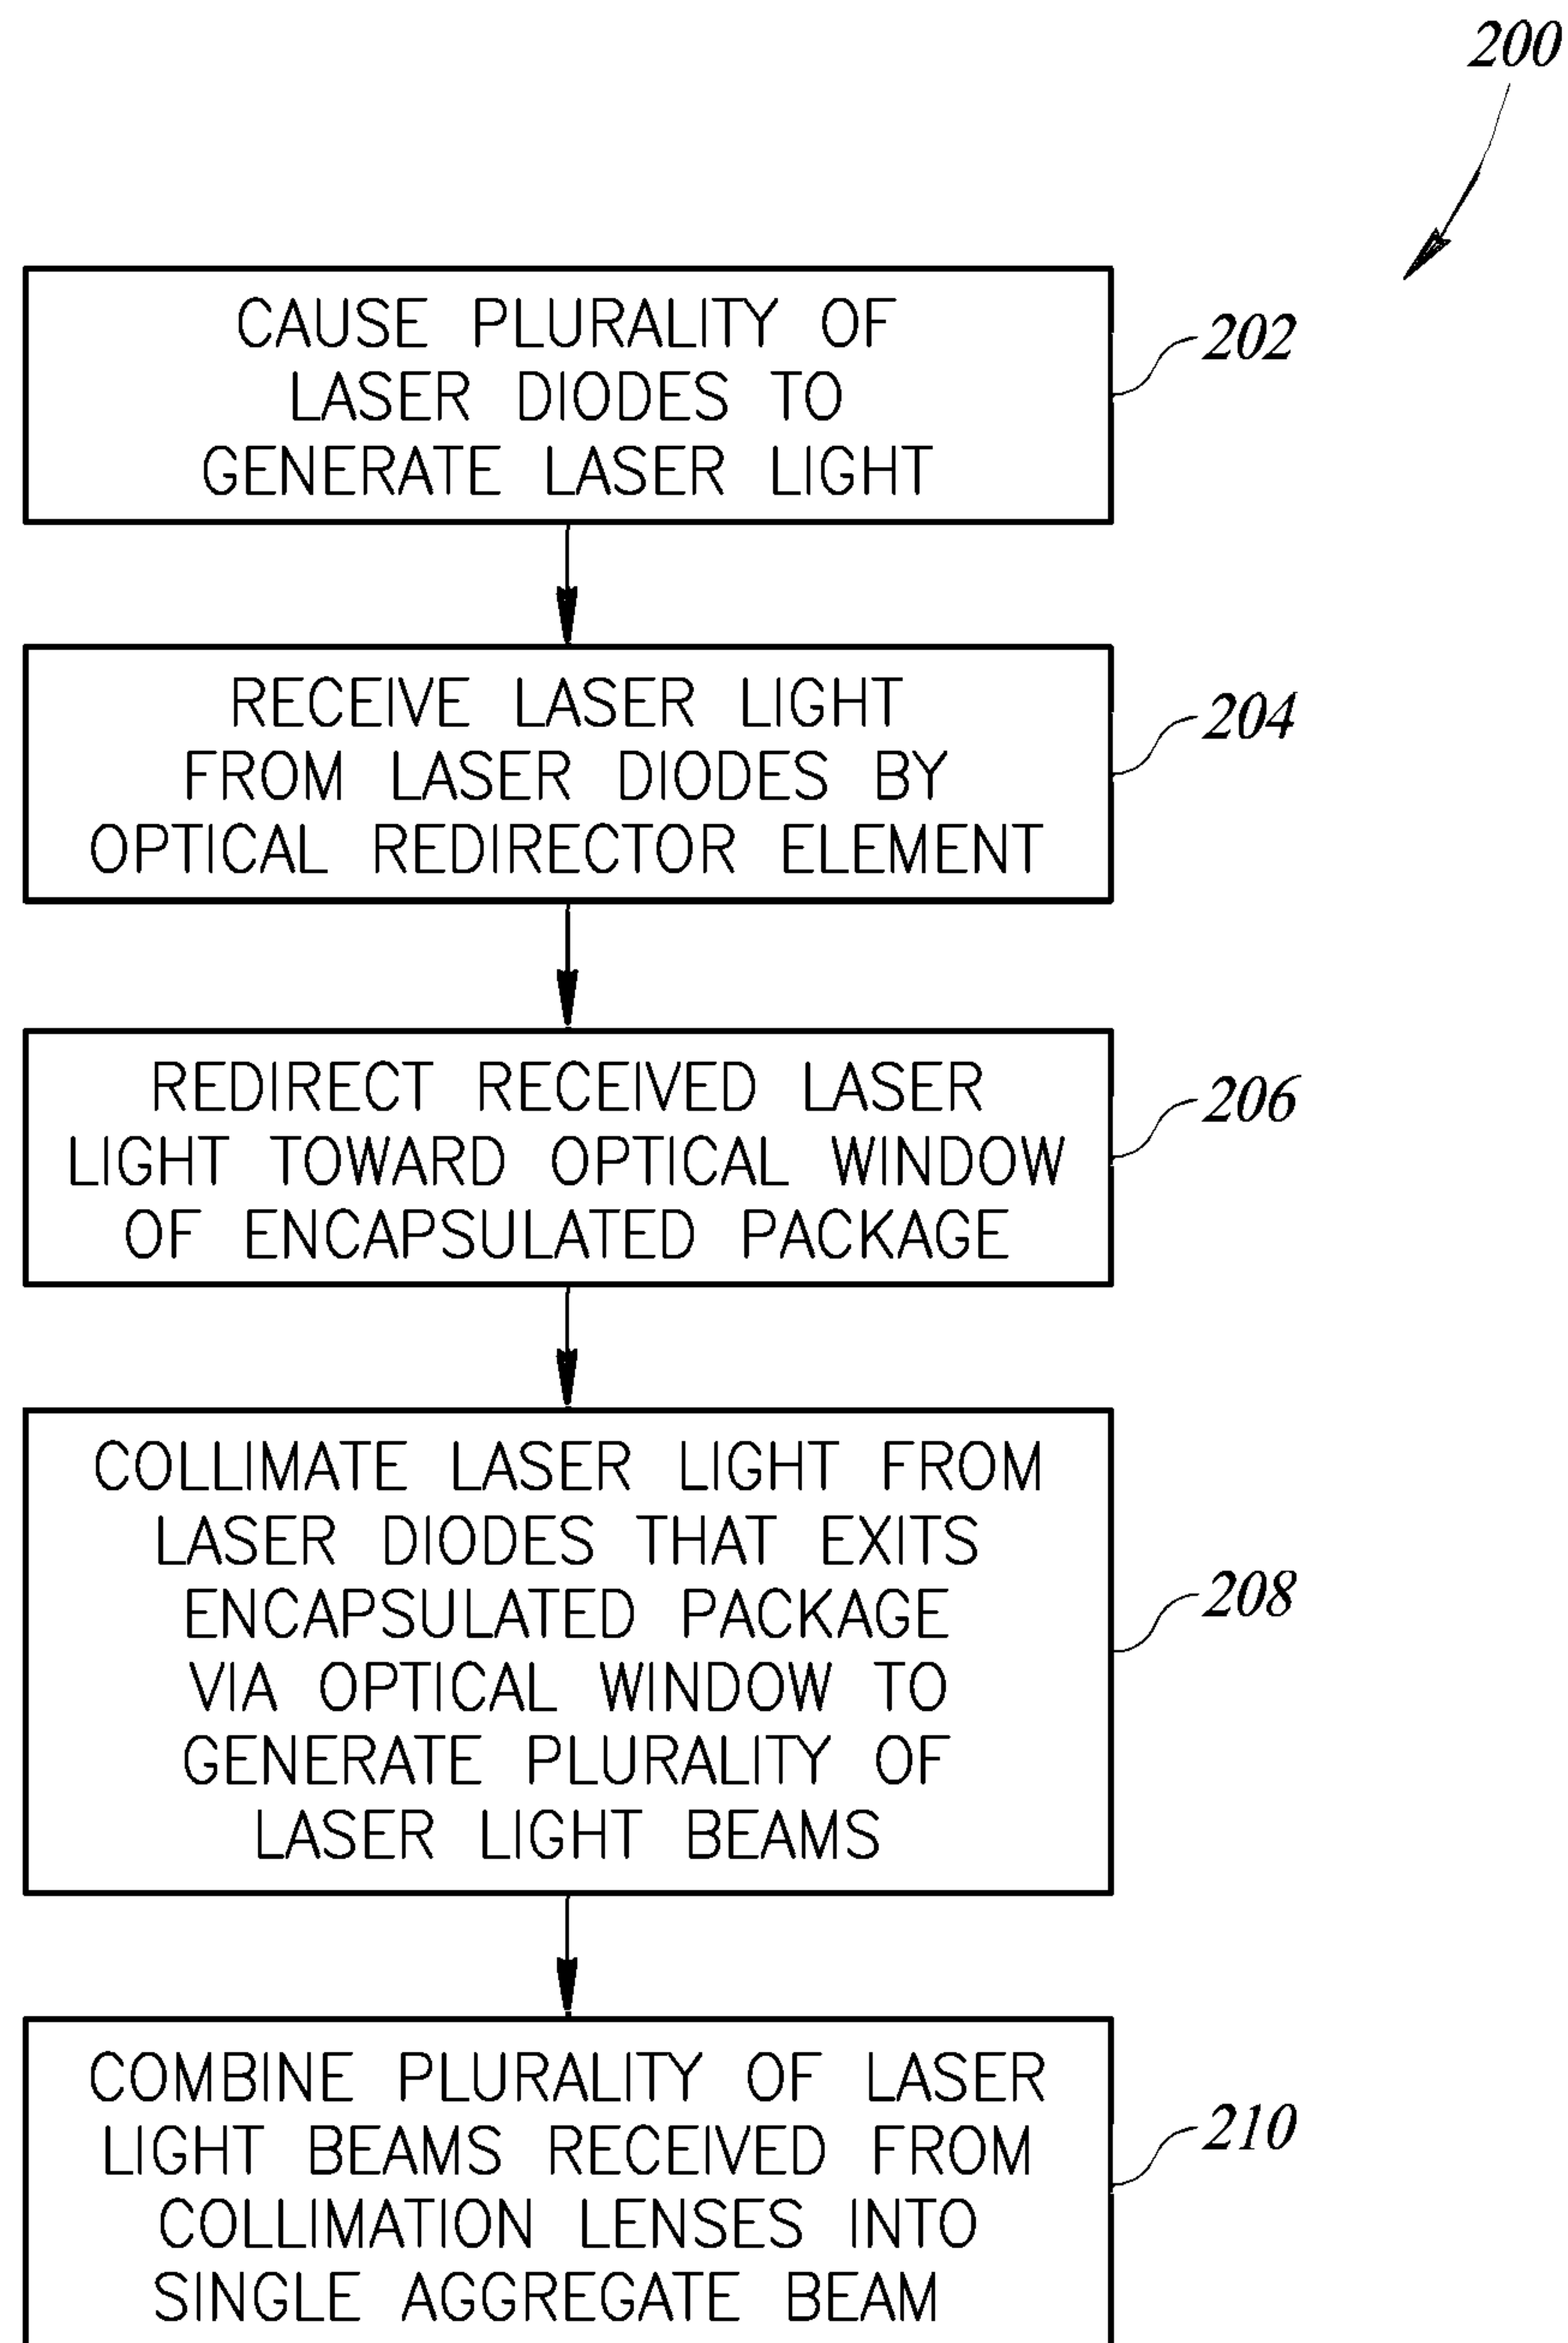 200
CAUSE PLURALITY OF
LASER DIODES TO
GENERATE LASER LIGHT
202
RECEIVE LASER LIGHT
FROM LASER DIODES BY
OPTICAL REDIRECTOR ELEMENT
204
REDIRECT RECEIVED LASER
LIGHT TOWARD OPTICAL WINDOW
OF ENCAPSULATED PACKAGE
206
COLLIMATE LASER LIGHT FROM
LASER DIODES THAT EXITS
ENCAPSULATED PACKAGE
VIA OPTICAL WINDOW TO
GENERATE PLURALITY OF
LASER LIGHT BEAMS
208
COMBINE PLURALITY OF LASER
LIGHT BEAMS RECEIVED FROM
COLLIMATION LENSES INTO
SINGLE AGGREGATE BEAM
210